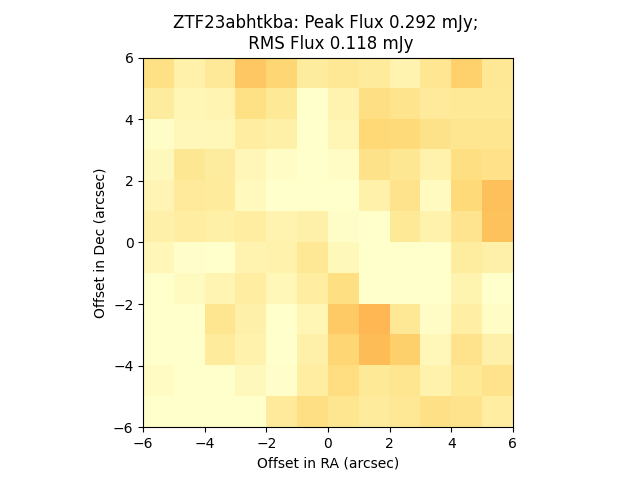 ZTF23abhtkba: Peak Flux 0.292 mJy;
RMS Flux 0.118 mJy
6
4
2
0
−2
−4
−6
Offset in Dec (arcsec)
−6 −4 −2 0 2 4 6
Offset in RA (arcsec)